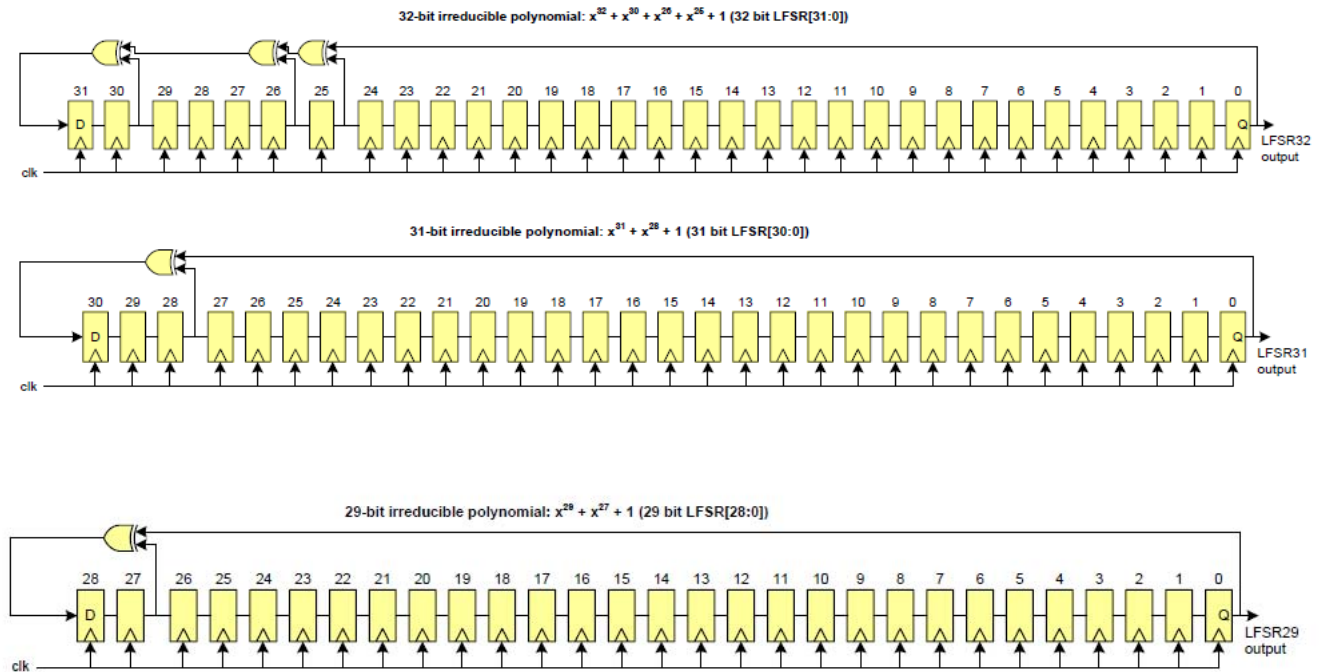 32-bit irreducible polynomial: x³² + x³⁰ + x²⁶ + x²⁵ + 1 (32 bit LFSR[31:0])
31 30 29 28 27 26 25 24 23 22 21 20 19 18 17 16 15 14 13 12 11 10 9 8 7 6 5 4 3 2 1 0
D Q
LFSR32
output
clk
31-bit irreducible polynomial: x³¹ + x²⁸ + 1 (31 bit LFSR[30:0])
30 29 28 27 26 25 24 23 22 21 20 19 18 17 16 15 14 13 12 11 10 9 8 7 6 5 4 3 2 1 0
D Q
LFSR31
output
clk
29-bit irreducible polynomial: x²⁹ + x²⁷ + 1 (29 bit LFSR[28:0])
28 27 26 25 24 23 22 21 20 19 18 17 16 15 14 13 12 11 10 9 8 7 6 5 4 3 2 1 0
D Q
LFSR29
output
clk